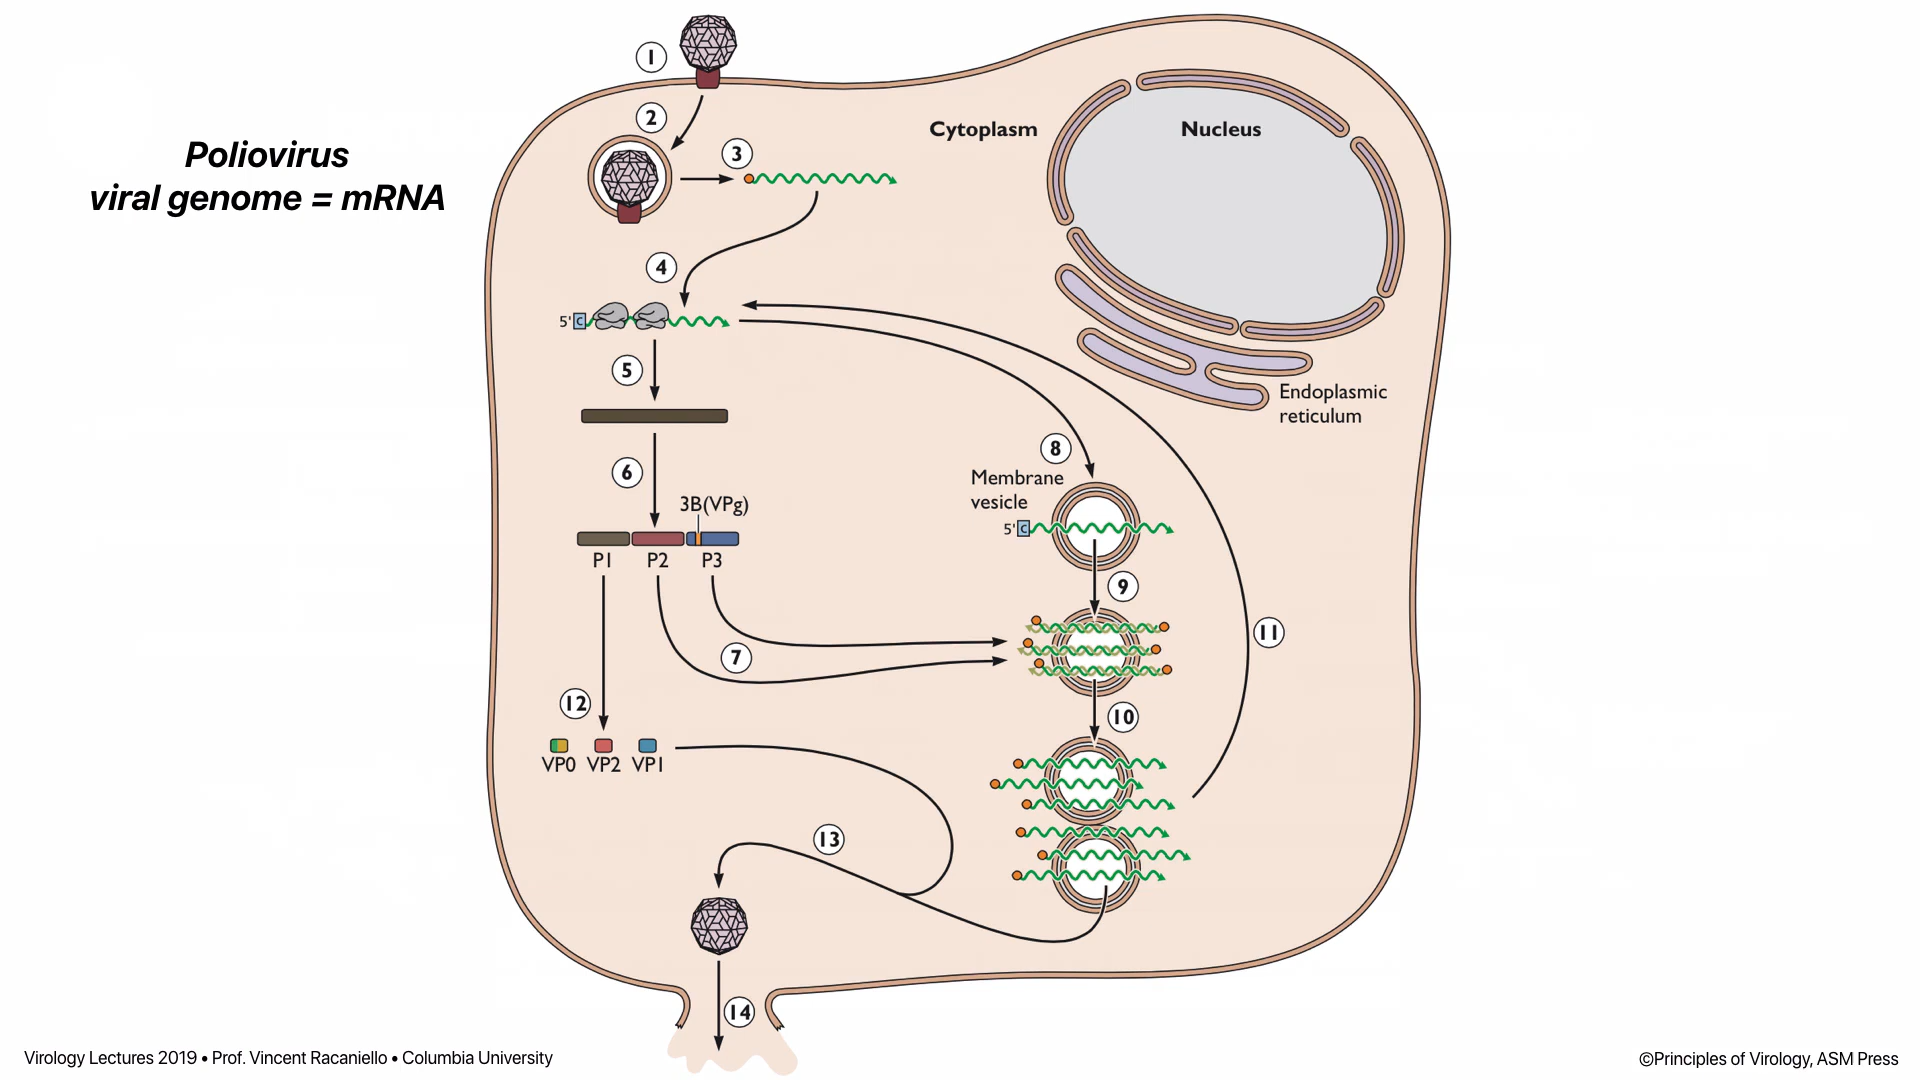 Poliovirus
viral genome = mRNA
1
2
3
Cytoplasm
Nucleus
4
5' c
5
Endoplasmic
reticulum
8
Membrane
vesicle
6
3B(VPg)
5' c
P1 P2 P3
9
7
11
12
10
VP0 VP2 VP1
13
14
Virology Lectures 2019 • Prof. Vincent Racaniello • Columbia University
©Principles of Virology, ASM Press